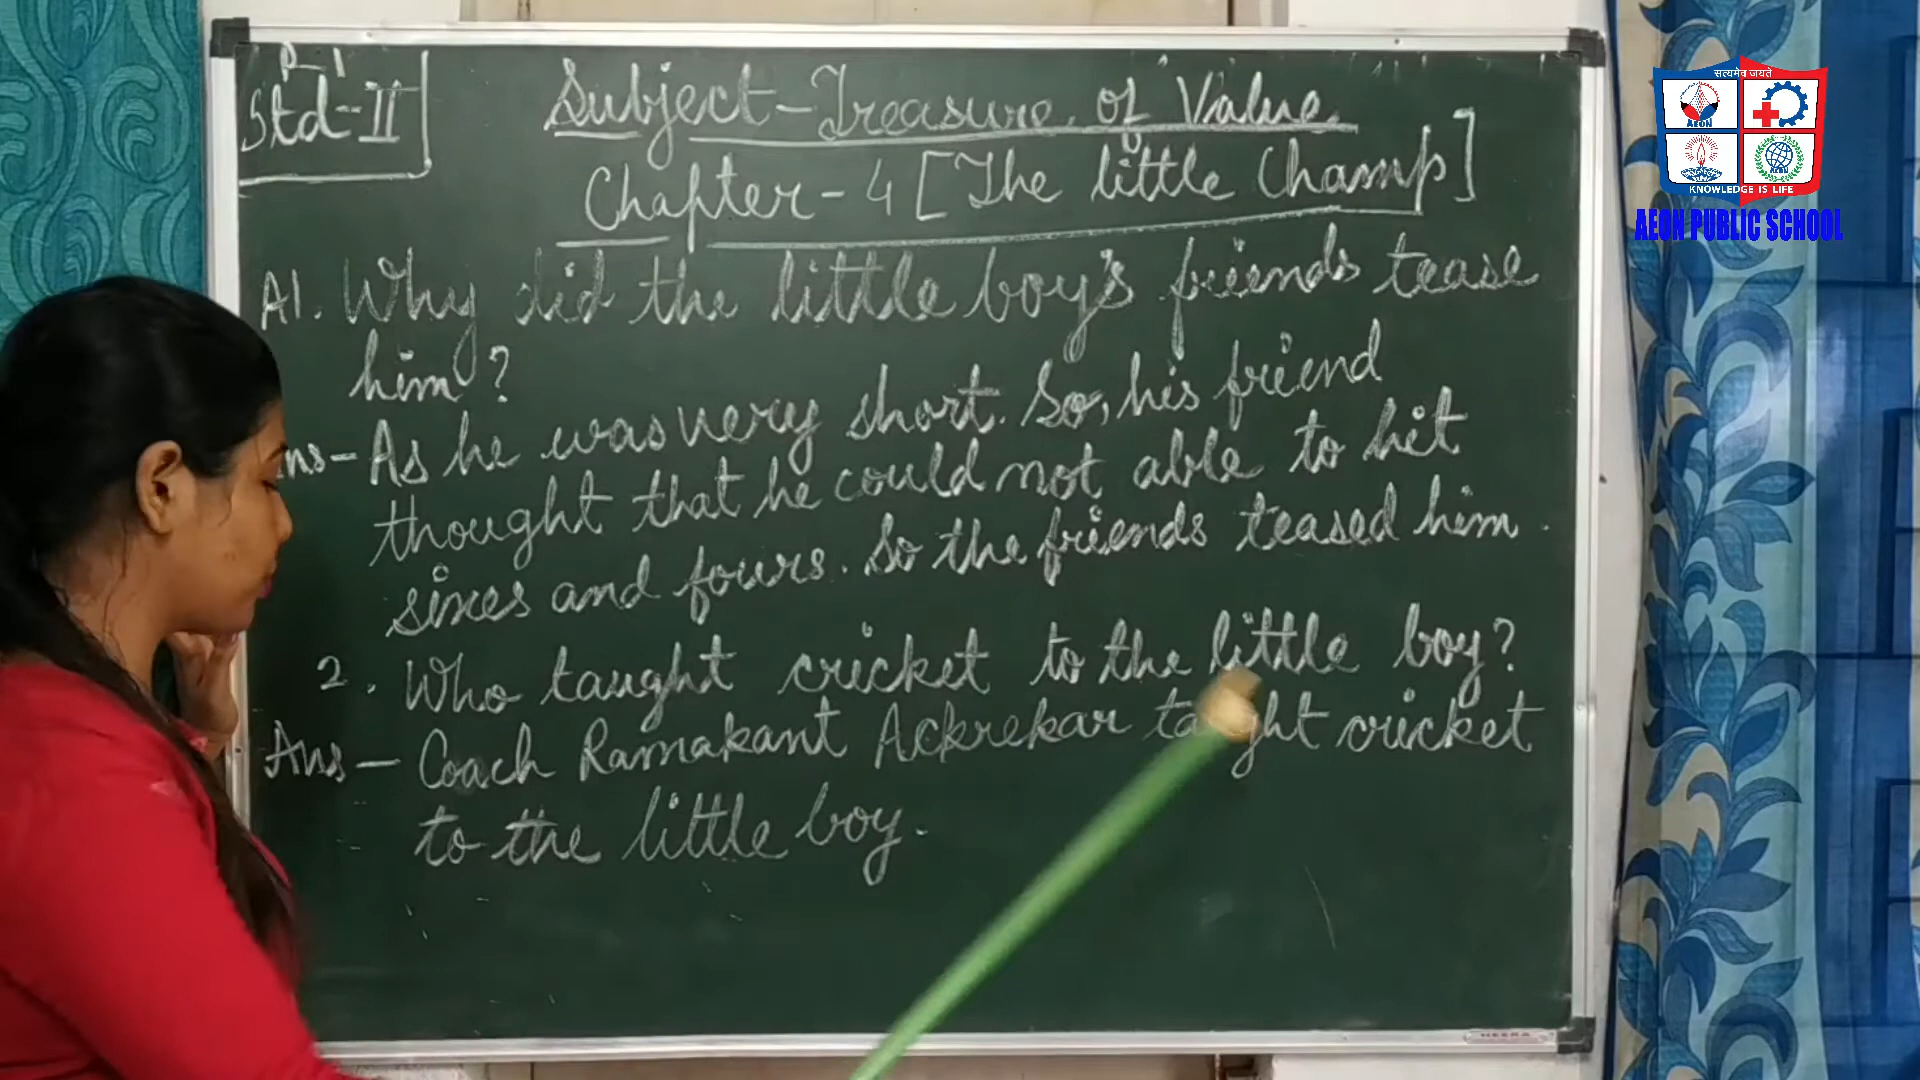 P-1
Std-II
Subject-Treasure of Value
Chapter-4 [The little Champ]
A1. Why did the little boy's friends tease
him?
Ans-As he was very short. So, his friend
thought that he could not able to hit
sixes and fours. So the friends teased him.
2. Who taught cricket to the little boy?
Ans- Coach Ramakant Ackrekar taught cricket
to the little boy.
सत्यमेव जयते
AEON
AEON
KNOWLEDGE IS LIFE
AEON PUBLIC SCHOOL